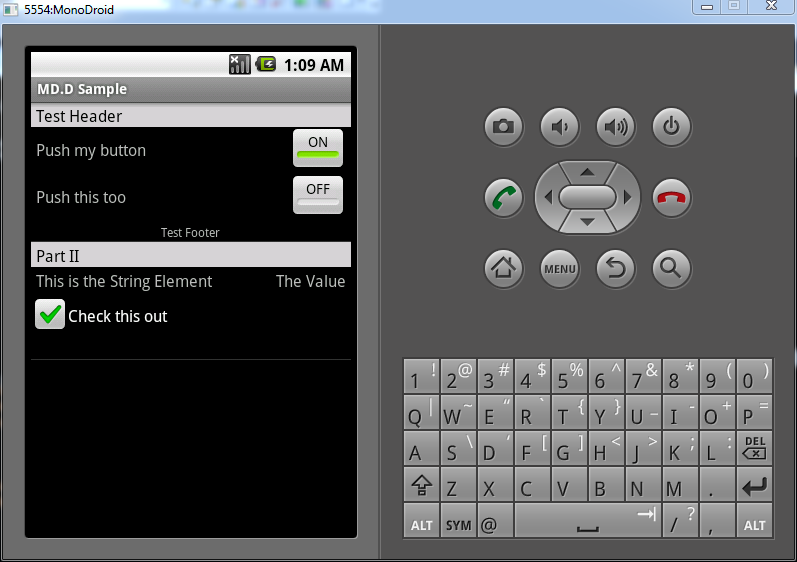 5554:MonoDroid
1:09 AM
MD.D Sample
Test Header
Push my button ON
Push this too OFF
Test Footer
Part II
This is the String Element The Value
Check this out
MENU
1 ! 2 @ 3 # 4 $ 5 % 6 ^ 7 & 8 * 9 ( 0 )
Q | W ~ E “ R ` T { Y } U _ I - O + P =
A S \ D ‘ F [ G ] H < J > K ; L : DEL
Z X C V B N M .
ALT SYM @ / ? , ALT